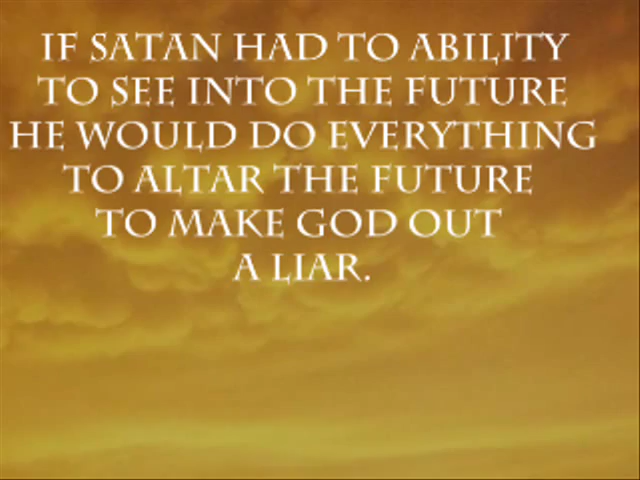 IF SATAN HAD TO ABILITY
TO SEE INTO THE FUTURE
HE WOULD DO EVERYTHING
TO ALTAR THE FUTURE
TO MAKE GOD OUT
A LIAR.